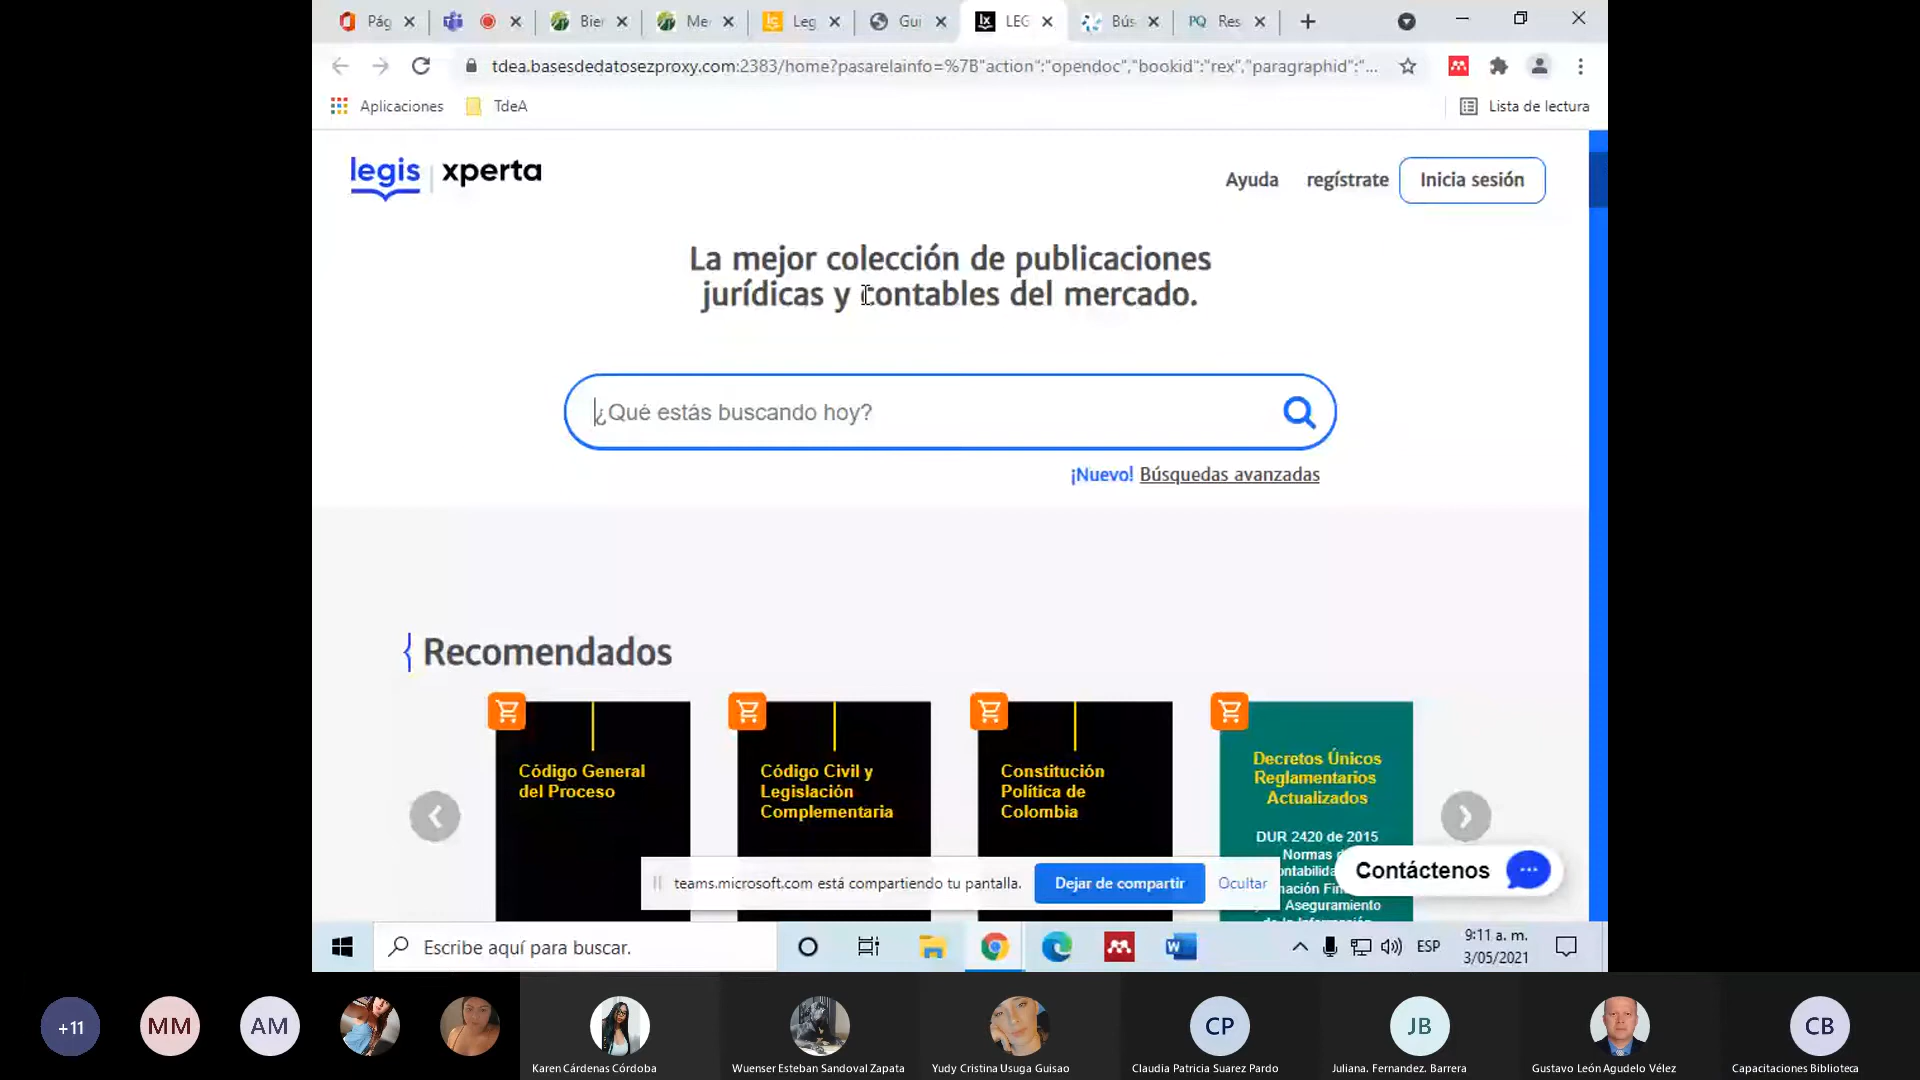 Pág
Bier
Me
Leg
Gui
LEG
Bús
PQ Res
tdea.basesdedatosezproxy.com:2383/home?pasarelainfo=%7B"action":"opendoc","bookid":"rex","paragraphid":"...
Aplicaciones
TdeA
Lista de lectura
legis | xperta
Ayuda
regístrate
Inicia sesión
La mejor colección de publicaciones
jurídicas y contables del mercado.
¿Qué estás buscando hoy?
¡Nuevo! Búsquedas avanzadas
Recomendados
Código General
del Proceso
Código Civil y
Legislación
Complementaria
Constitución
Política de
Colombia
Decretos Únicos
Reglamentarios
Actualizados
DUR 2420 de 2015
Normas
Aseguramiento
de la Información
Contáctenos
teams.microsoft.com está compartiendo tu pantalla.
Dejar de compartir
Ocultar
Escribe aquí para buscar.
ESP
9:11 a. m.
3/05/2021
+11
MM
AM
CP
JB
CB
Karen Cárdenas Córdoba
Wuenser Esteban Sandoval Zapata
Yudy Cristina Usuga Guisao
Claudia Patricia Suarez Pardo
Juliana. Fernandez. Barrera
Gustavo León Agudelo Vélez
Capacitaciones Biblioteca